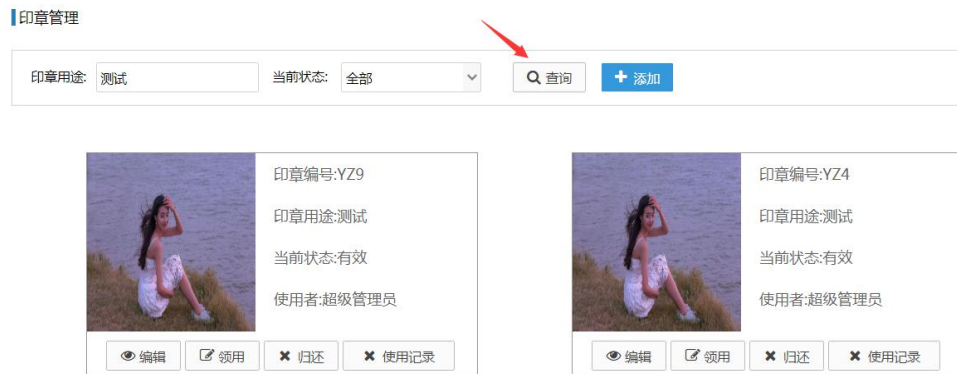 印章管理
印章用途: 测试 当前状态: 全部 查询 添加
印章编号:YZ9
印章用途:测试
当前状态:有效
使用者:超级管理员
编辑 领用 归还 使用记录
印章编号:YZ4
印章用途:测试
当前状态:有效
使用者:超级管理员
编辑 领用 归还 使用记录